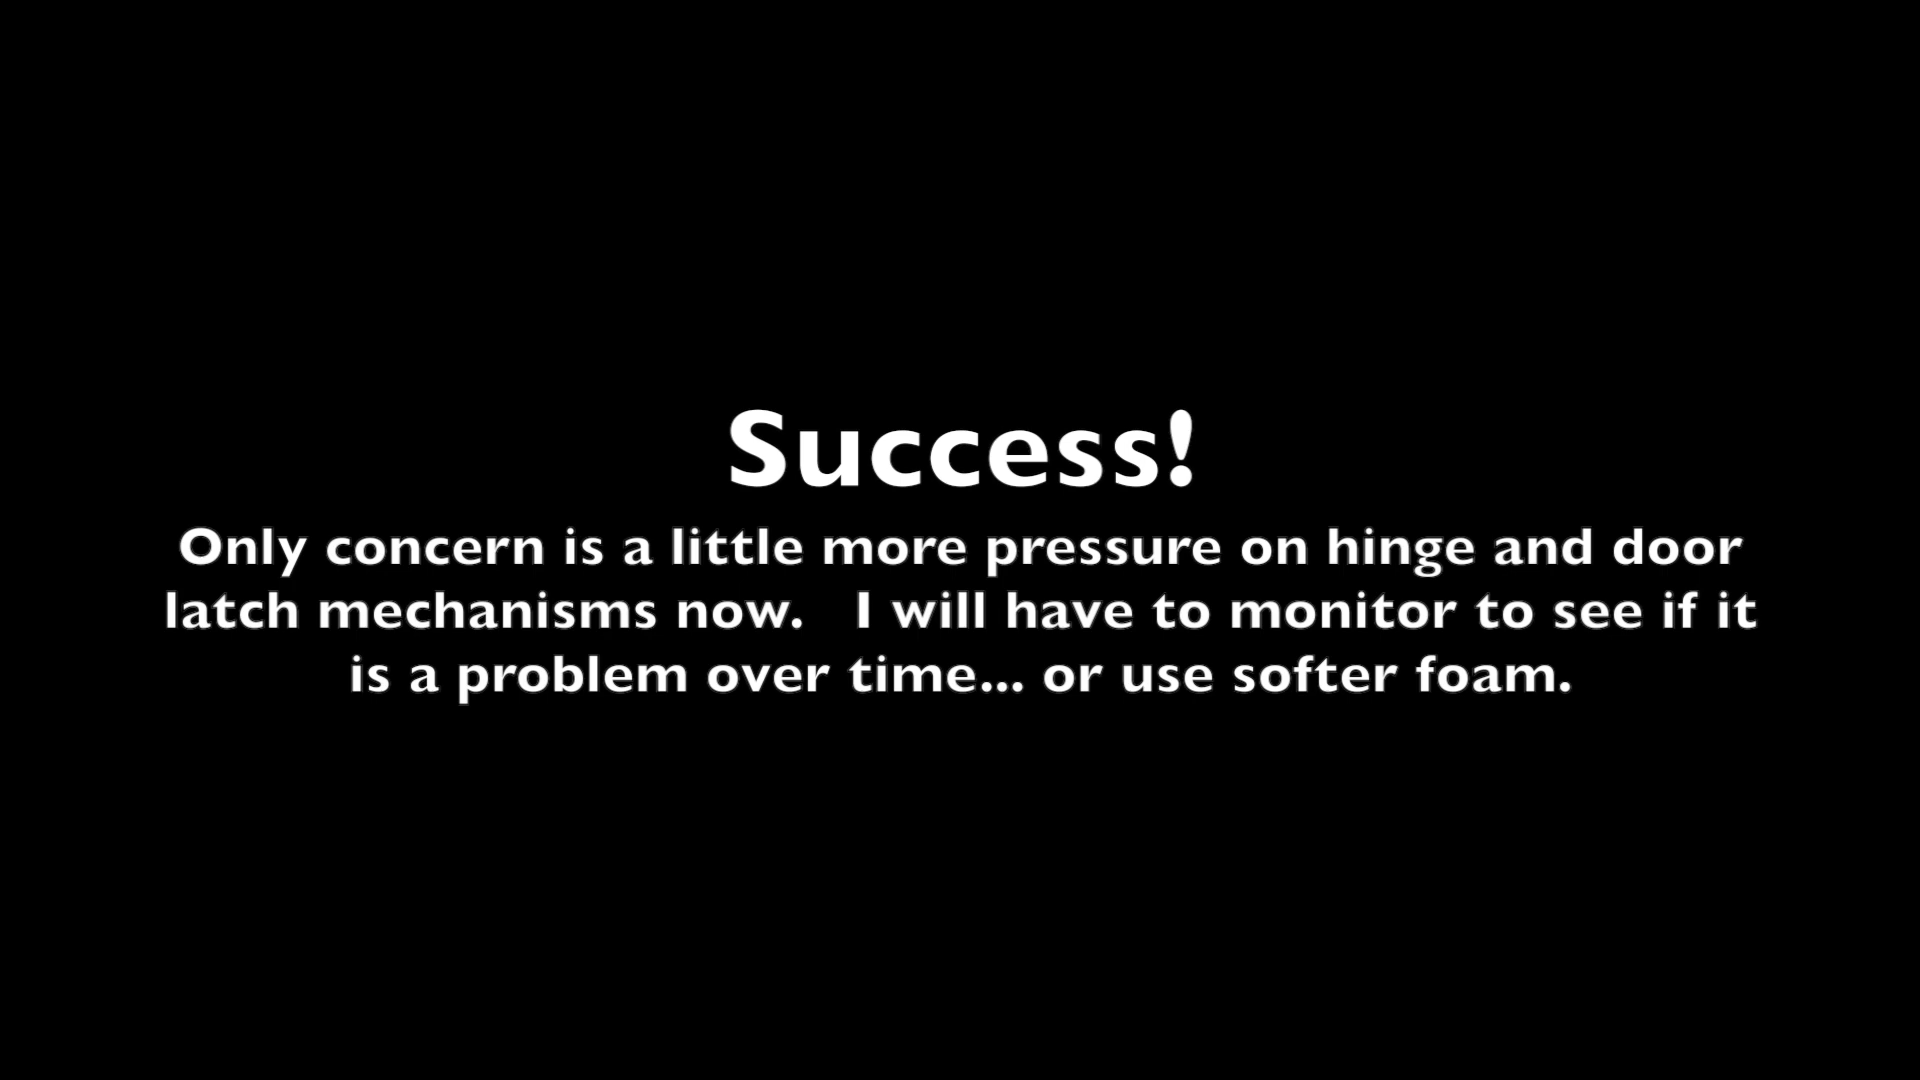 Success!
Only concern is a little more pressure on hinge and door
latch mechanisms now.   I will have to monitor to see if it
is a problem over time... or use softer foam.